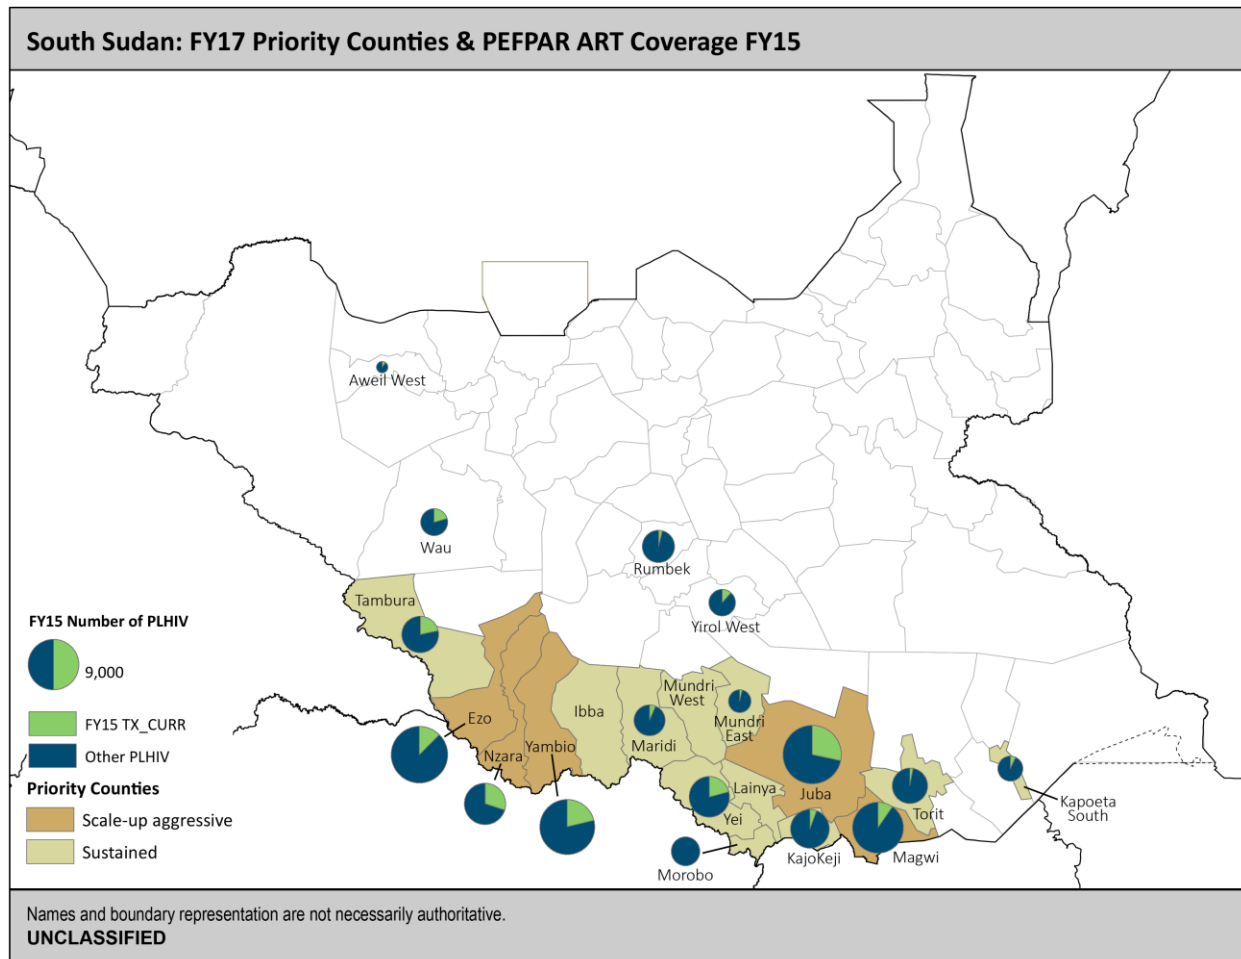 South Sudan: FY17 Priority Counties & PEFPAR ART Coverage FY15
Aweil West
Wau
Rumbek
Yirol West
Tambura
FY15 Number of PLHIV
9,000
FY15 TX_CURR
Other PLHIV
Priority Counties
Scale-up aggressive
Sustained
Ezo
Nzara
Yambio
Ibba
Maridi
Mundri
West
Mundri
East
Juba
Lainya
Yei
Morobo
KajoKeji
Magwi
Torit
Kapoeta
South
Names and boundary representation are not necessarily authoritative.
UNCLASSIFIED